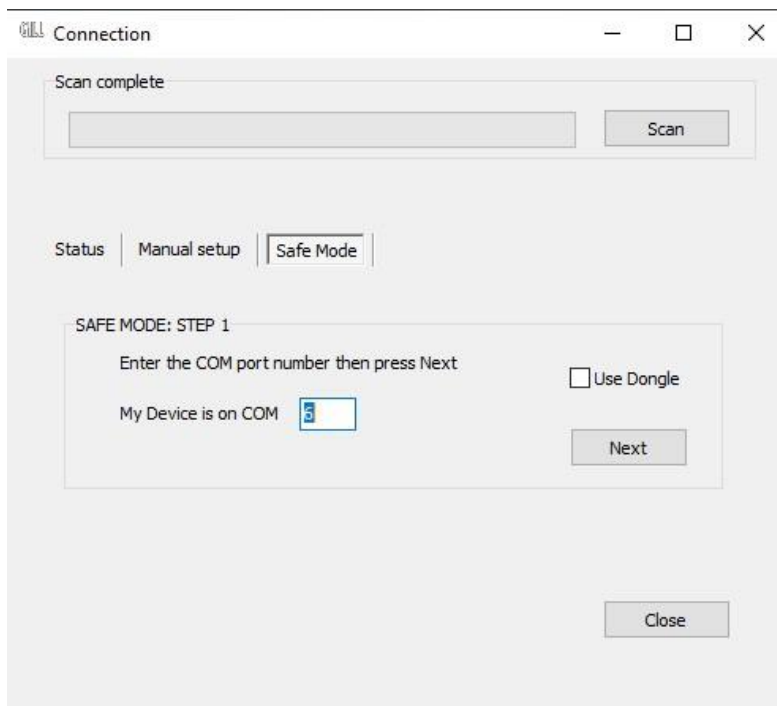 GILL Connection
Scan complete
Scan
Status Manual setup Safe Mode
SAFE MODE: STEP 1
Enter the COM port number then press Next
Use Dongle
My Device is on COM 6
Next
Close